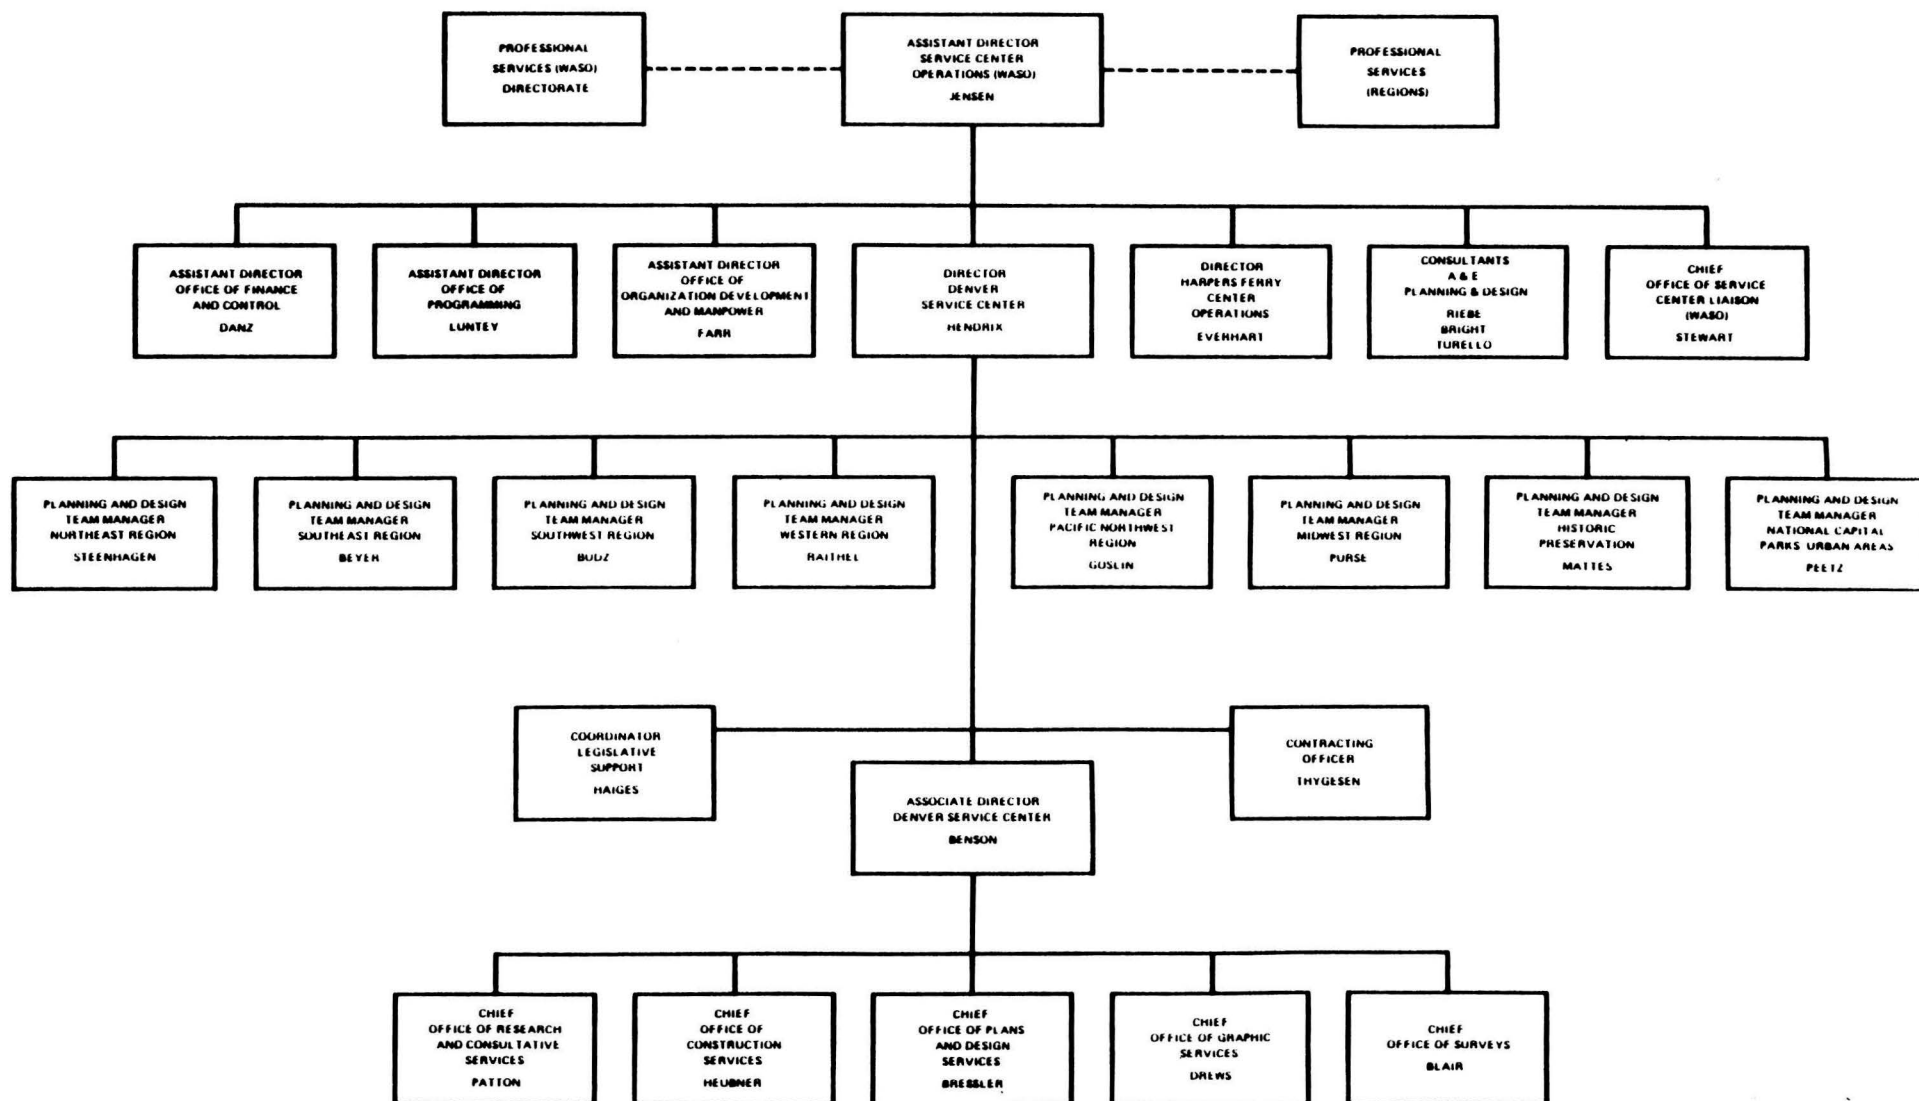 PROFESSIONAL
SERVICES (WASO)
DIRECTORATE
ASSISTANT DIRECTOR
SERVICE CENTER
OPERATIONS (WASO)
JENSEN
PROFESSIONAL
SERVICES
(REGIONS)
ASSISTANT DIRECTOR
OFFICE OF FINANCE
AND CONTROL
DANZ
ASSISTANT DIRECTOR
OFFICE OF
PROGRAMMING
LUNTEY
ASSISTANT DIRECTOR
OFFICE OF
ORGANIZATION DEVELOPMENT
AND MANPOWER
FARR
DIRECTOR
DENVER
SERVICE CENTER
HENDRIX
DIRECTOR
HARPERS FERRY
CENTER
OPERATIONS
EVERHART
CONSULTANTS
A & E
PLANNING & DESIGN
RIEBE
BRIGHT
TURELLO
CHIEF
OFFICE OF SERVICE
CENTER LIAISON
(WASO)
STEWART
PLANNING AND DESIGN
TEAM MANAGER
NORTHEAST REGION
STEENHAGEN
PLANNING AND DESIGN
TEAM MANAGER
SOUTHEAST REGION
BEYER
PLANNING AND DESIGN
TEAM MANAGER
SOUTHWEST REGION
BUDZ
PLANNING AND DESIGN
TEAM MANAGER
WESTERN REGION
RAITHEL
PLANNING AND DESIGN
TEAM MANAGER
PACIFIC NORTHWEST
REGION
GOSLIN
PLANNING AND DESIGN
TEAM MANAGER
MIDWEST REGION
PURSE
PLANNING AND DESIGN
TEAM MANAGER
HISTORIC
PRESERVATION
MATTES
PLANNING AND DESIGN
TEAM MANAGER
NATIONAL CAPITAL
PARKS URBAN AREAS
PEETZ
COORDINATOR
LEGISLATIVE
SUPPORT
HAIGES
CONTRACTING
OFFICER
THYGESEN
ASSOCIATE DIRECTOR
DENVER SERVICE CENTER
BENSON
CHIEF
OFFICE OF RESEARCH
AND CONSULTATIVE
SERVICES
PATTON
CHIEF
OFFICE OF
CONSTRUCTION
SERVICES
HEUBNER
CHIEF
OFFICE OF PLANS
AND DESIGN
SERVICES
BRESSLER
CHIEF
OFFICE OF GRAPHIC
SERVICES
DREWS
CHIEF
OFFICE OF SURVEYS
BLAIR